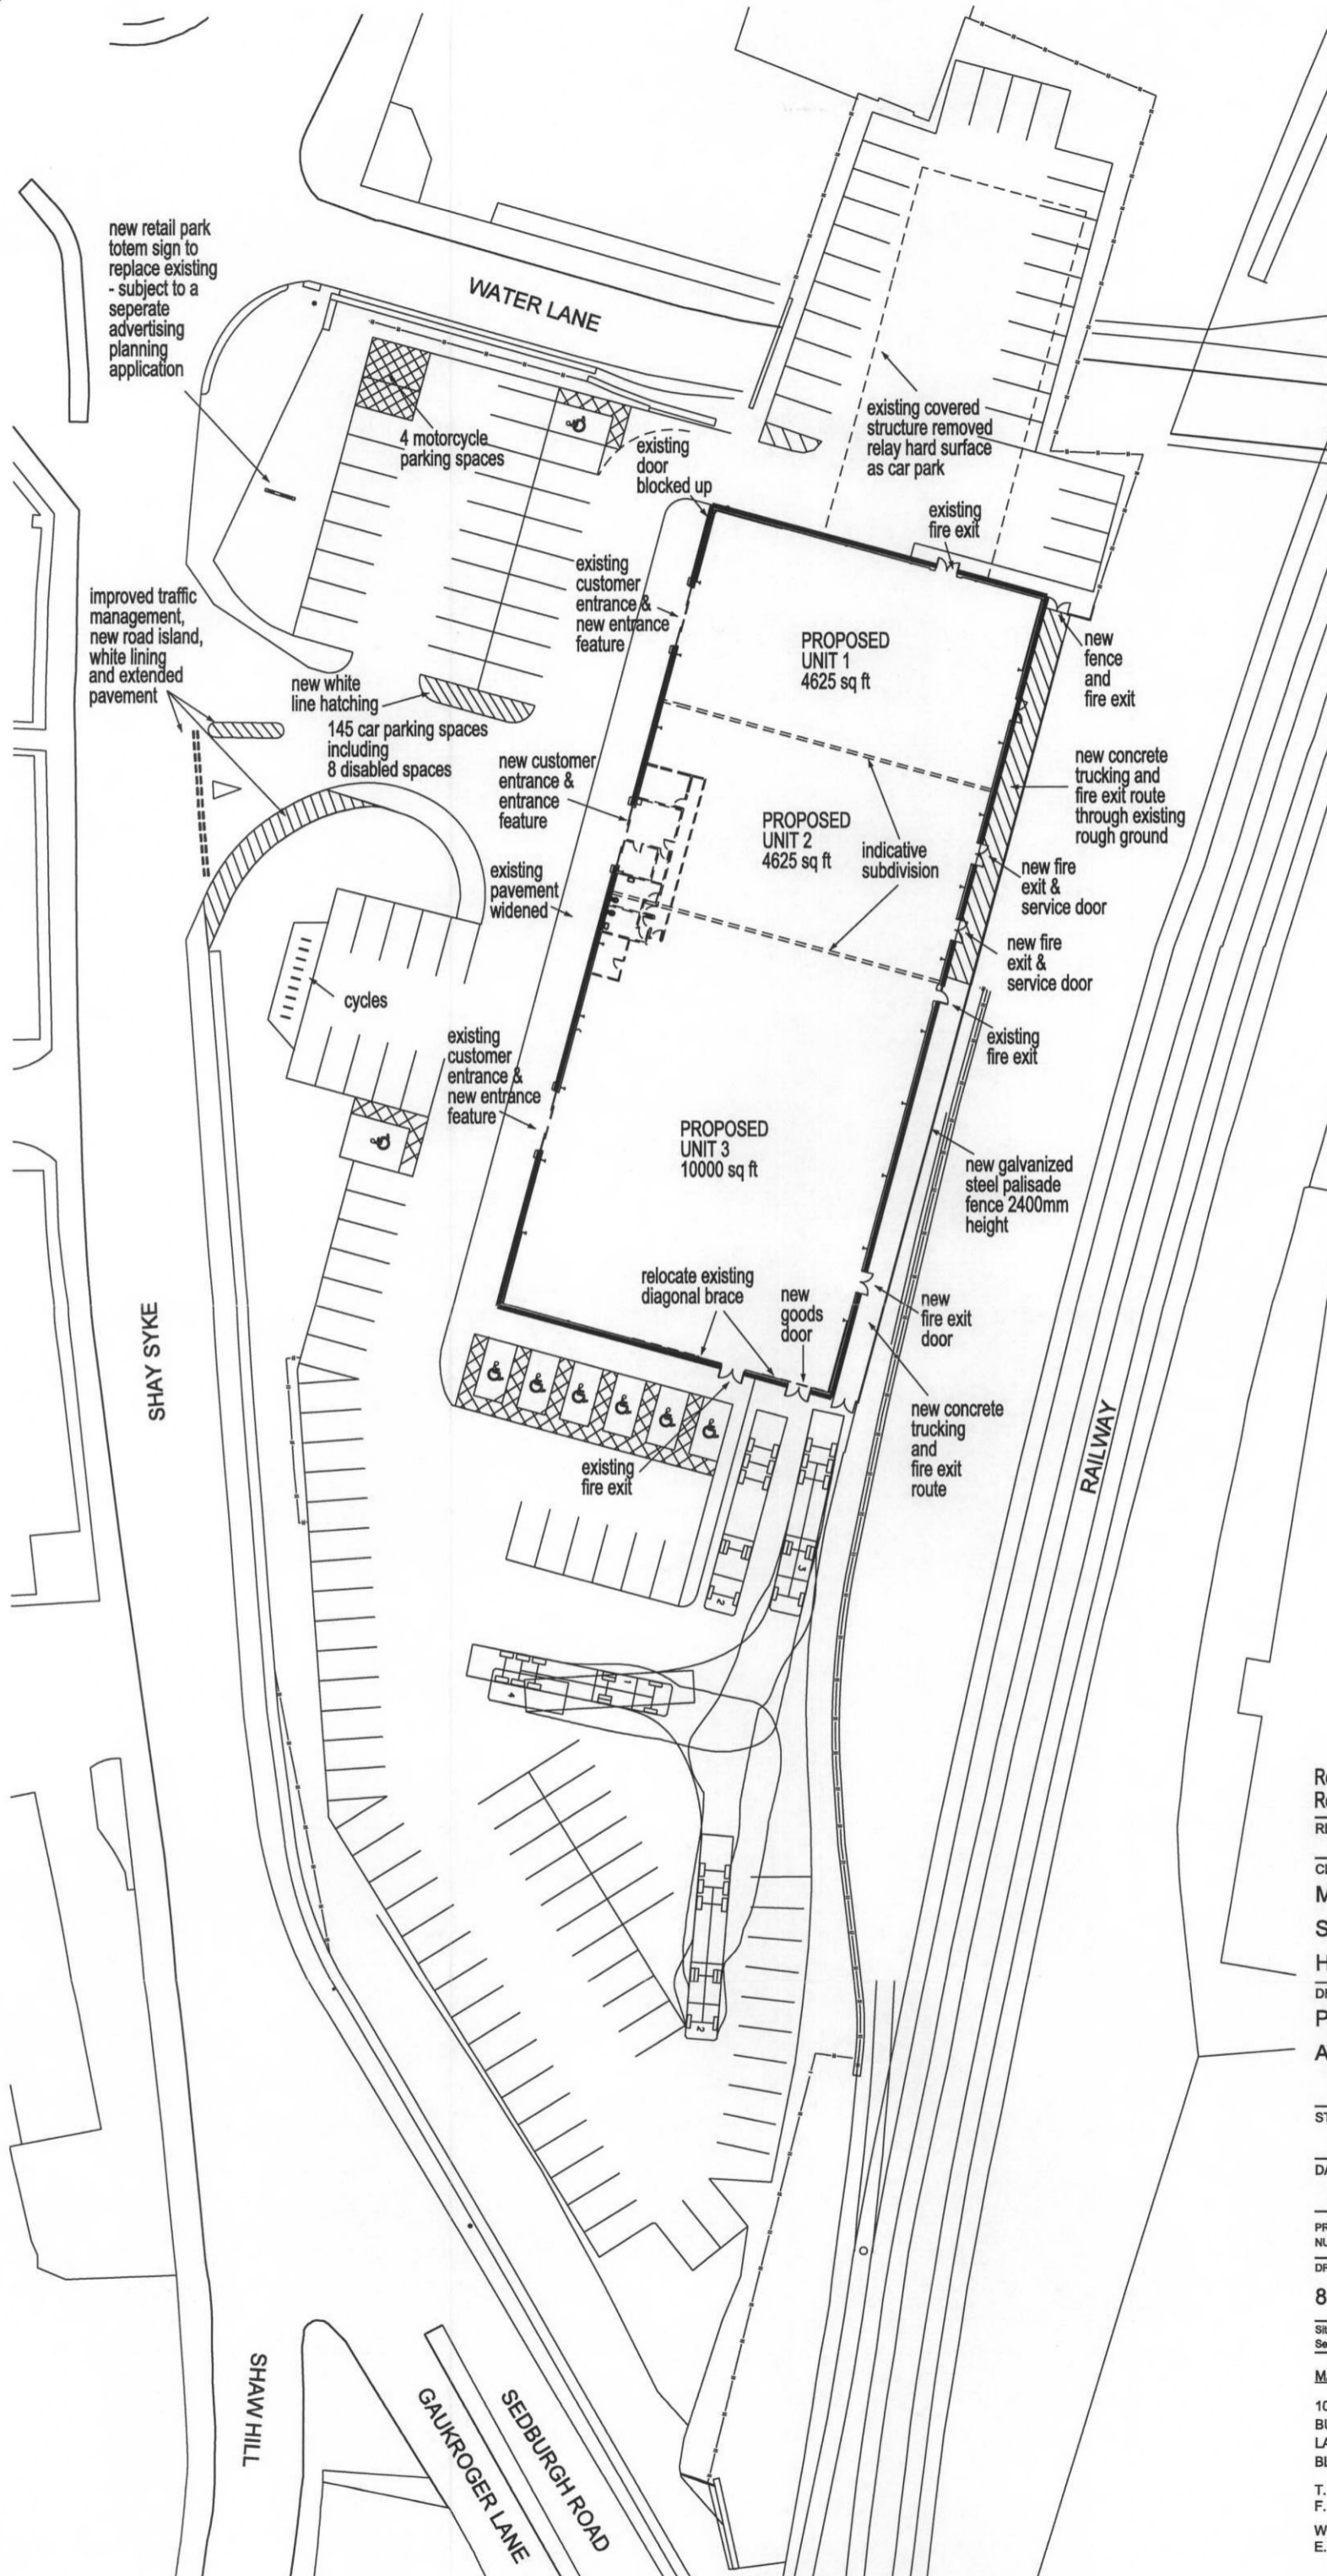 new retail park
totem sign to
replace existing
- subject to a
seperate
advertising
planning
application
WATER LANE
4 motorcycle
parking spaces
existing
door
blocked up
existing covered
structure removed
relay hard surface
as car park
existing
fire exit
existing
customer
entrance &
new entrance
feature
improved traffic
management,
new road island,
white lining
and extended
pavement
new white
line hatching
145 car parking spaces
including
8 disabled spaces
PROPOSED
UNIT 1
4625 sq ft
new
fence
and
fire exit
new customer
entrance &
entrance
feature
new concrete
trucking and
fire exit route
through existing
rough ground
PROPOSED
UNIT 2
4625 sq ft
indicative
subdivision
existing
pavement
widened
new fire
exit &
service door
new fire
exit &
service door
cycles
existing
fire exit
existing
customer
entrance &
new entrance
feature
PROPOSED
UNIT 3
10000 sq ft
new galvanized
steel palisade
fence 2400mm
height
relocate existing
diagonal brace
new
goods
door
new
fire exit
door
SHAY SYKE
existing
fire exit
new concrete
trucking
and
fire exit
route
RAILWAY
2
3
4
1
2
SHAW HILL
GAUKROGER LANE
SEDBURGH ROAD
8
10
T.
F.
W
E.